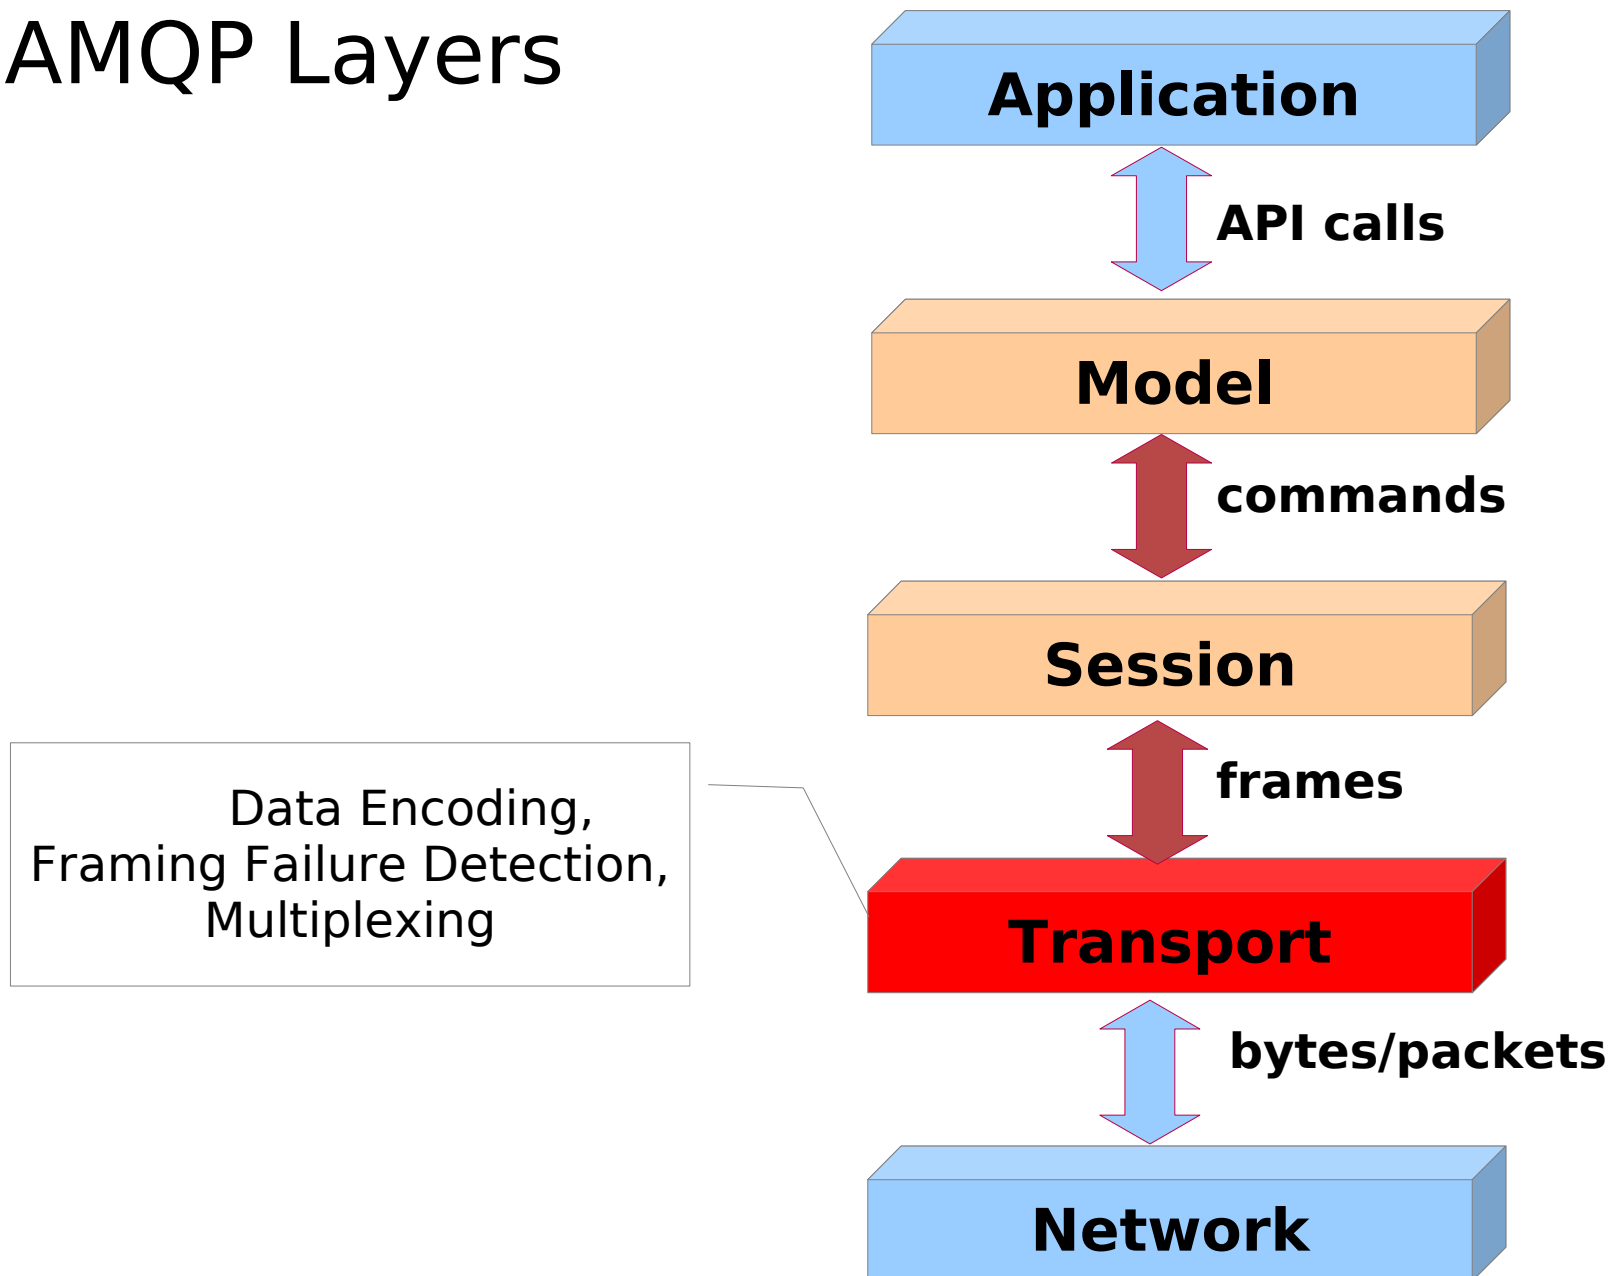 AMQP Layers
Application
API calls
Model
commands
Session
frames
Data Encoding,
Framing Failure Detection,
Multiplexing
Transport
bytes/packets
Network